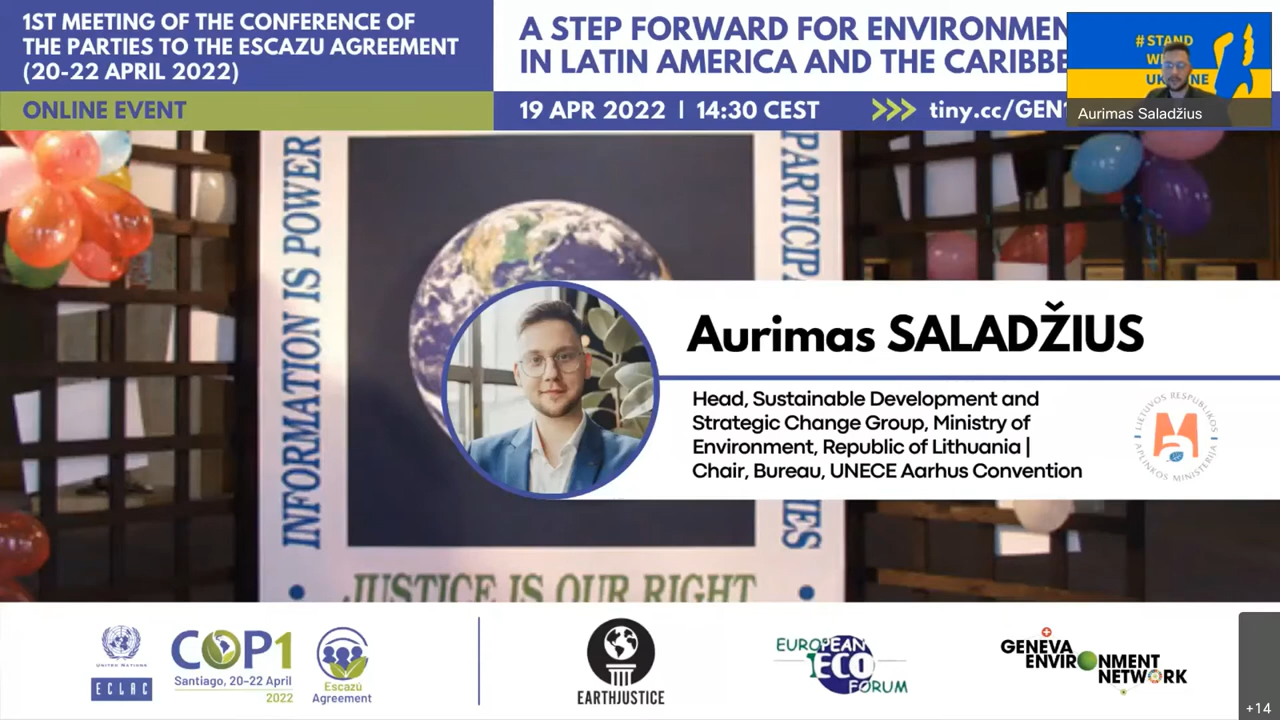 1ST MEETING OF THE CONFERENCE OF
THE PARTIES TO THE ESCAZU AGREEMENT
(20-22 APRIL 2022)
ONLINE EVENT
A STEP FORWARD FOR ENVIRONMEN
IN LATIN AMERICA AND THE CARIBBE
19 APR 2022 | 14:30 CEST
>>> tiny.cc/GEN
#STAND
UKRAINE
Aurimas Saladžius
INFORMATION IS POWER
PARTICIP
IES
JUSTICE IS OUR RIGHT
Aurimas SALADŽIUS
Head, Sustainable Development and
Strategic Change Group, Ministry of
Environment, Republic of Lithuania |
Chair, Bureau, UNECE Aarhus Convention
LIETUVOS RESPUBLIKOS
APLINKOS MINISTERIJA
UNITED NATIONS
ECLAC
COP1
Santiago, 20-22 April
2022
Escazú
Agreement
EARTHJUSTICE
EUROPEAN
ECO
FORUM
GENEVA
ENVIRONMENT
NETWORK
+14